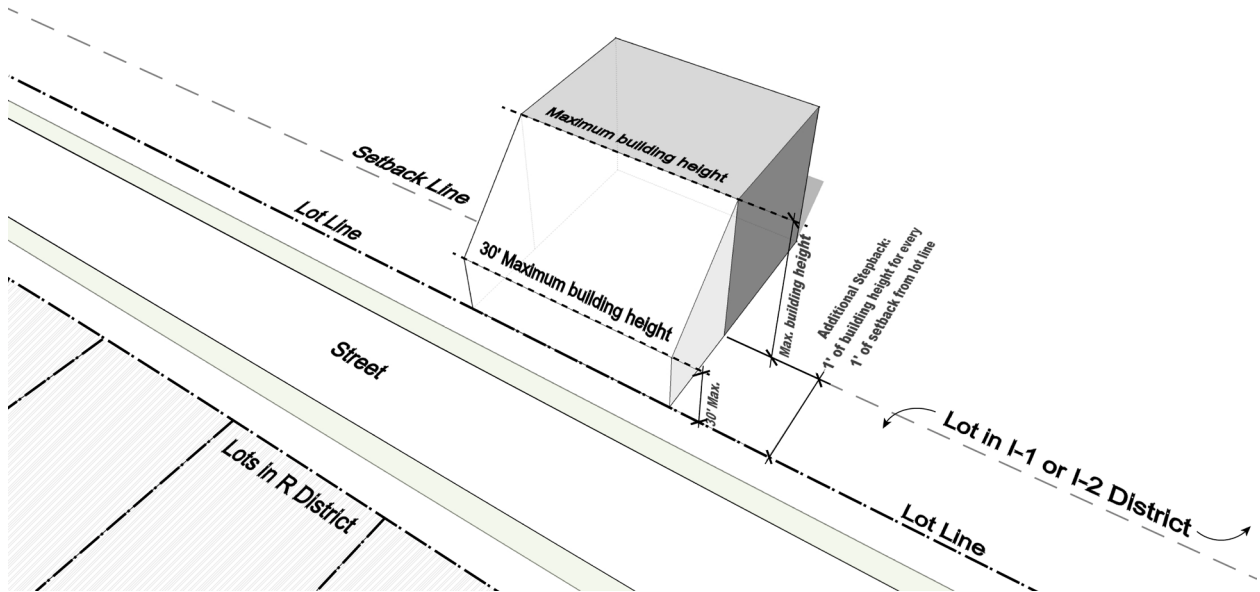 Maximum building height
Setback Line
Lot Line
30' Maximum building height
Max. building height
Additional Stepback:
1' of building height for every
1' of setback from lot line
30' Max.
Street
Lots in R District
Lot in I-1 or I-2 District
Lot Line